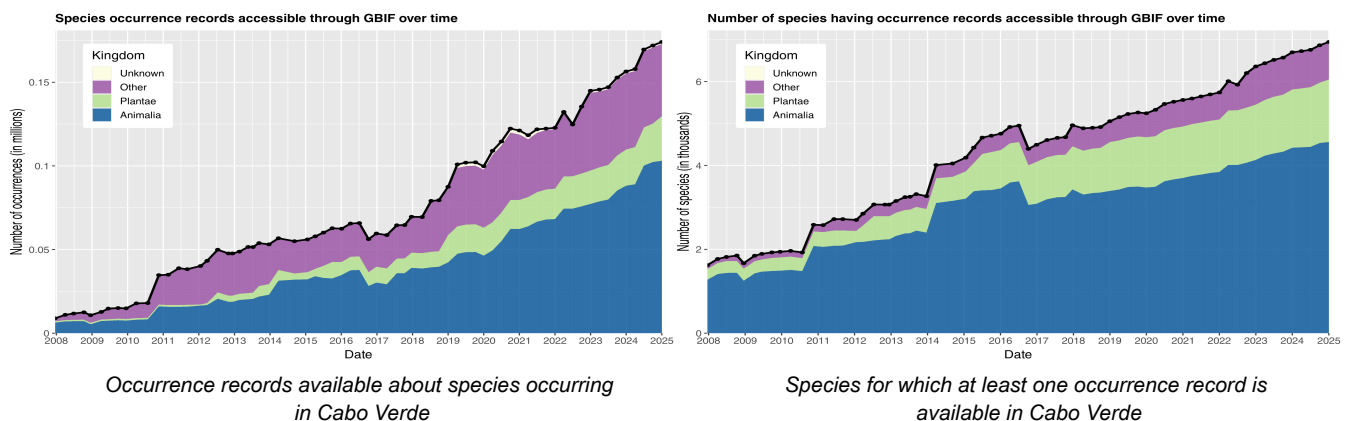 Species occurrence records accessible through GBIF over time
Number of occurrences (in millions)
0.15
0.1
0.05
0
Kingdom
Unknown
Other
Plantae
Animalia
2008 2009 2010 2011 2012 2013 2014 2015 2016 2017 2018 2019 2020 2021 2022 2023 2024 2025
Date
Occurrence records available about species occurring
in Cabo Verde
Number of species having occurrence records accessible through GBIF over time
Number of species (in thousands)
6
4
2
0
Kingdom
Unknown
Other
Plantae
Animalia
2008 2009 2010 2011 2012 2013 2014 2015 2016 2017 2018 2019 2020 2021 2022 2023 2024 2025
Date
Species for which at least one occurrence record is
available in Cabo Verde